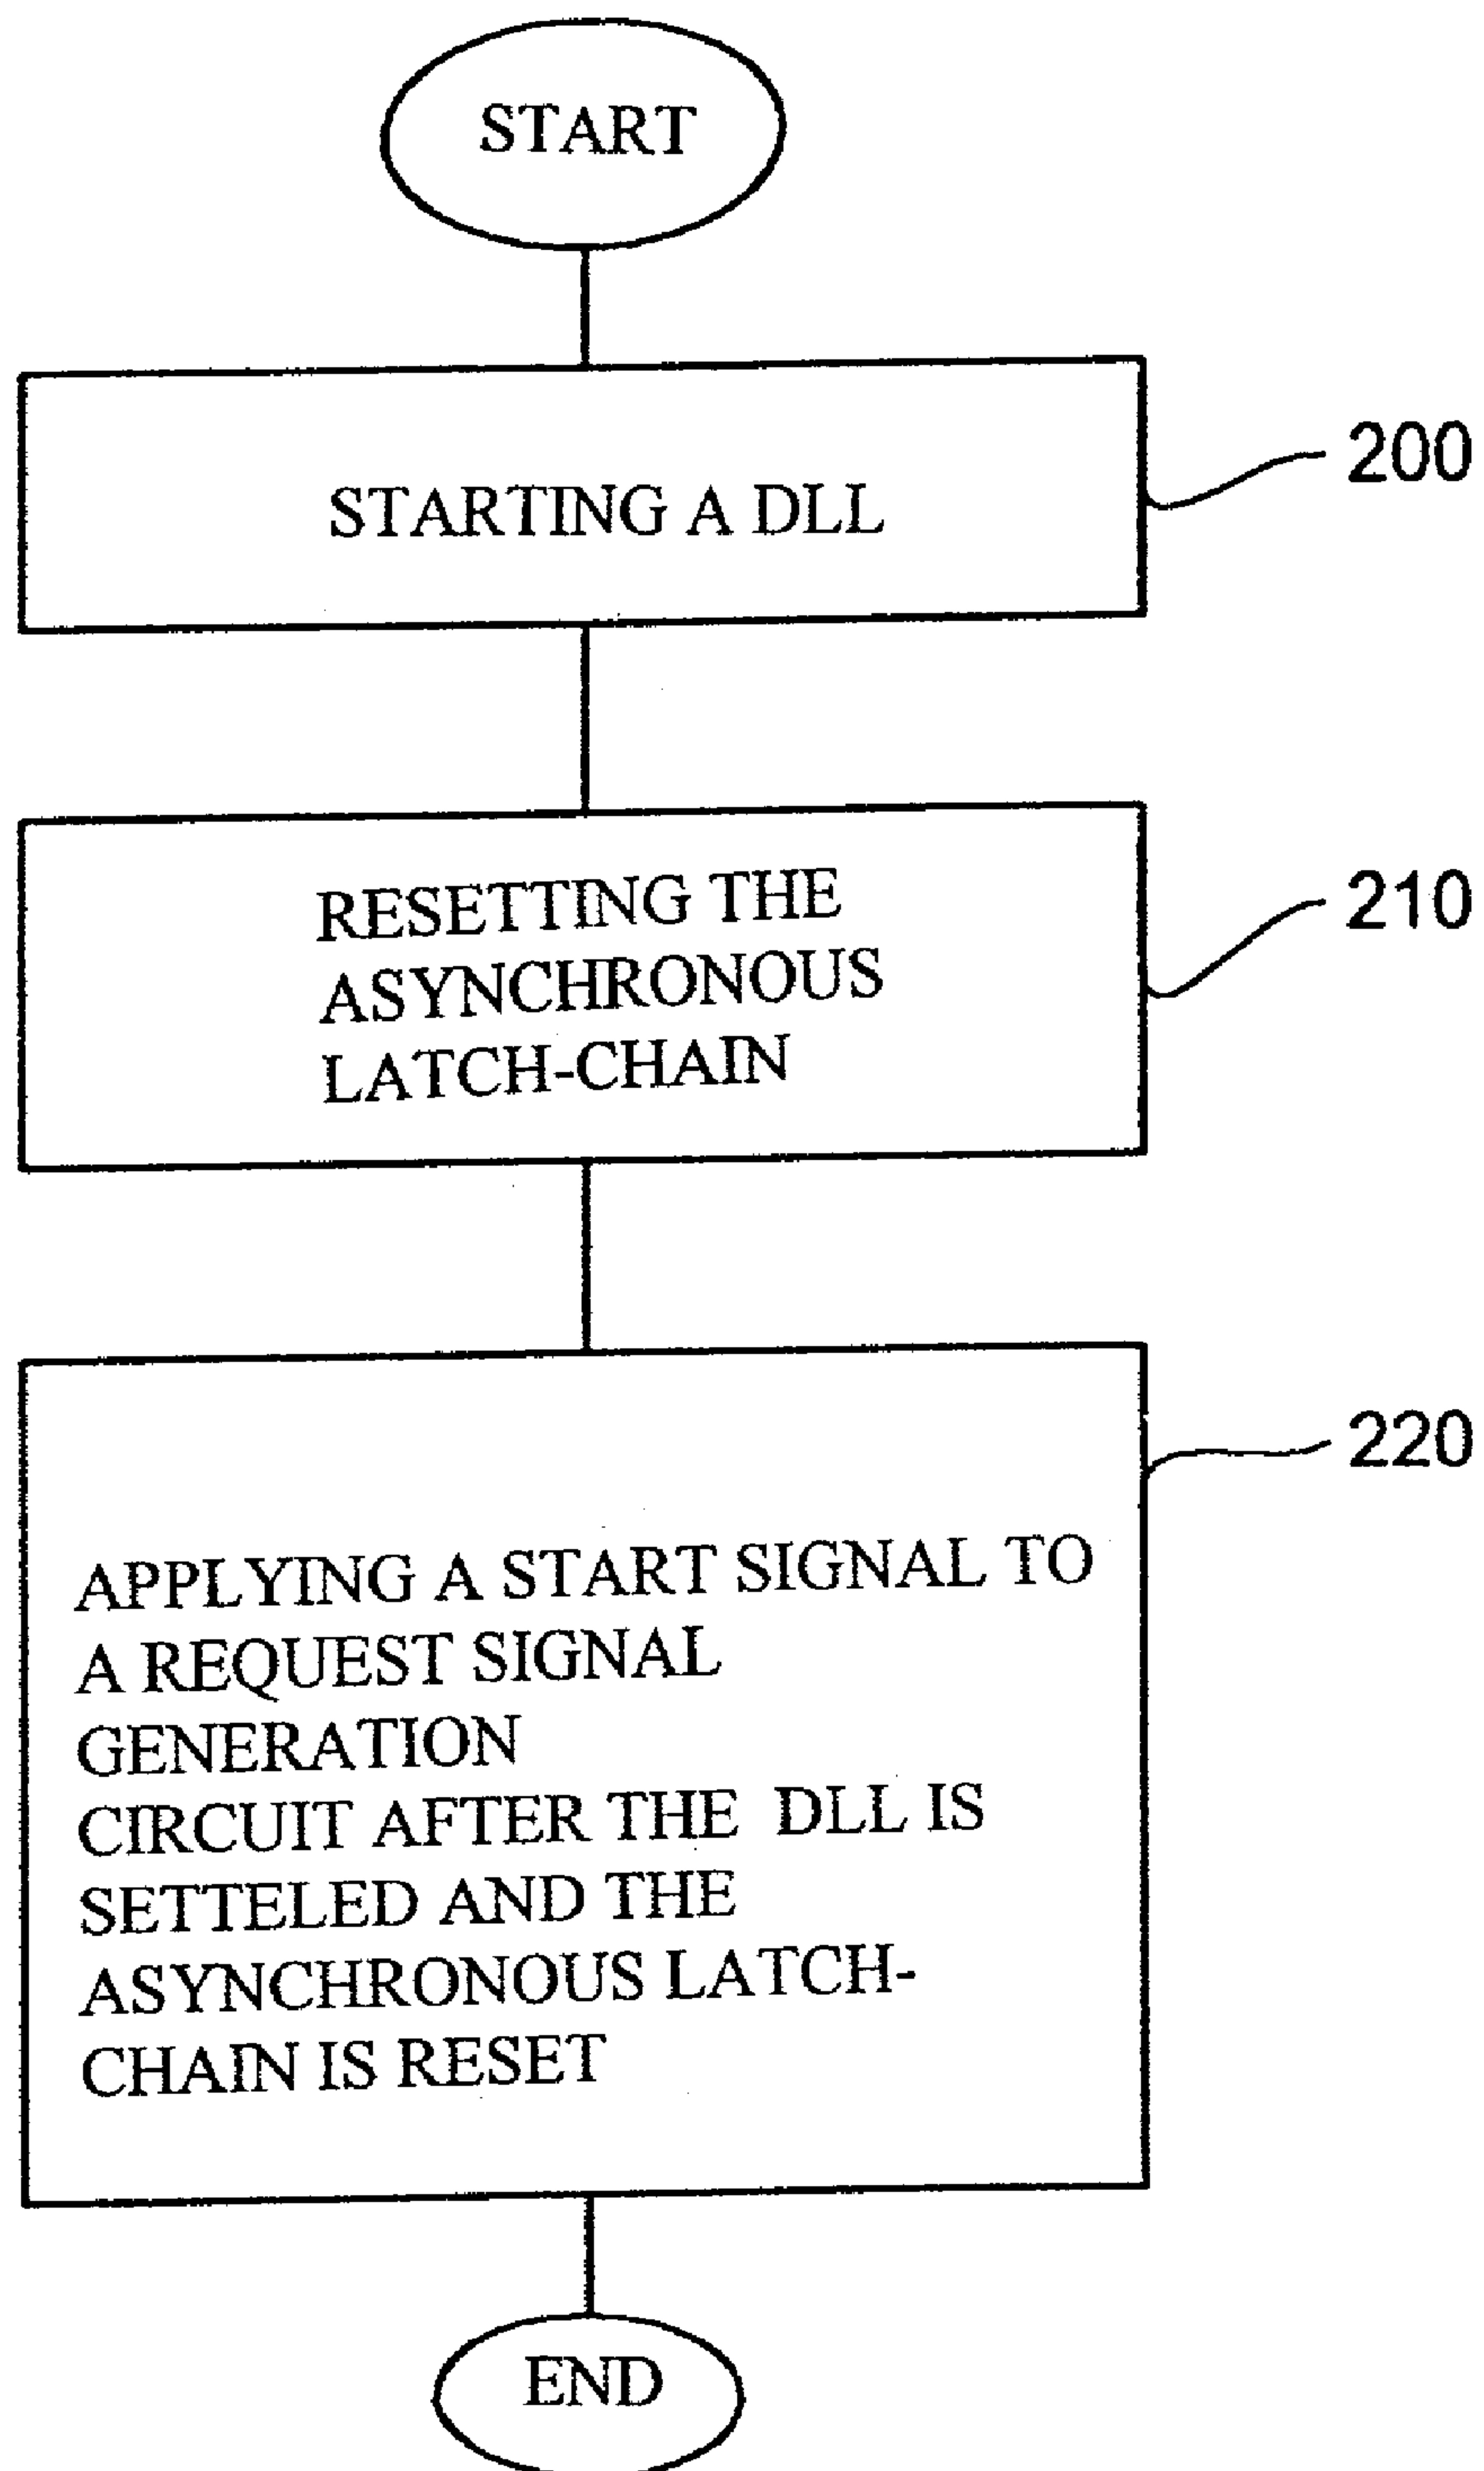 START
STARTING A DLL
200
RESETTING THE
ASYNCHRONOUS
LATCH-CHAIN
210
220
APPLYING A START SIGNAL TO
A REQUEST SIGNAL
GENERATION
CIRCUIT AFTER THE DLL IS
SETTELED AND THE
ASYNCHRONOUS LATCH-
CHAIN IS RESET
END